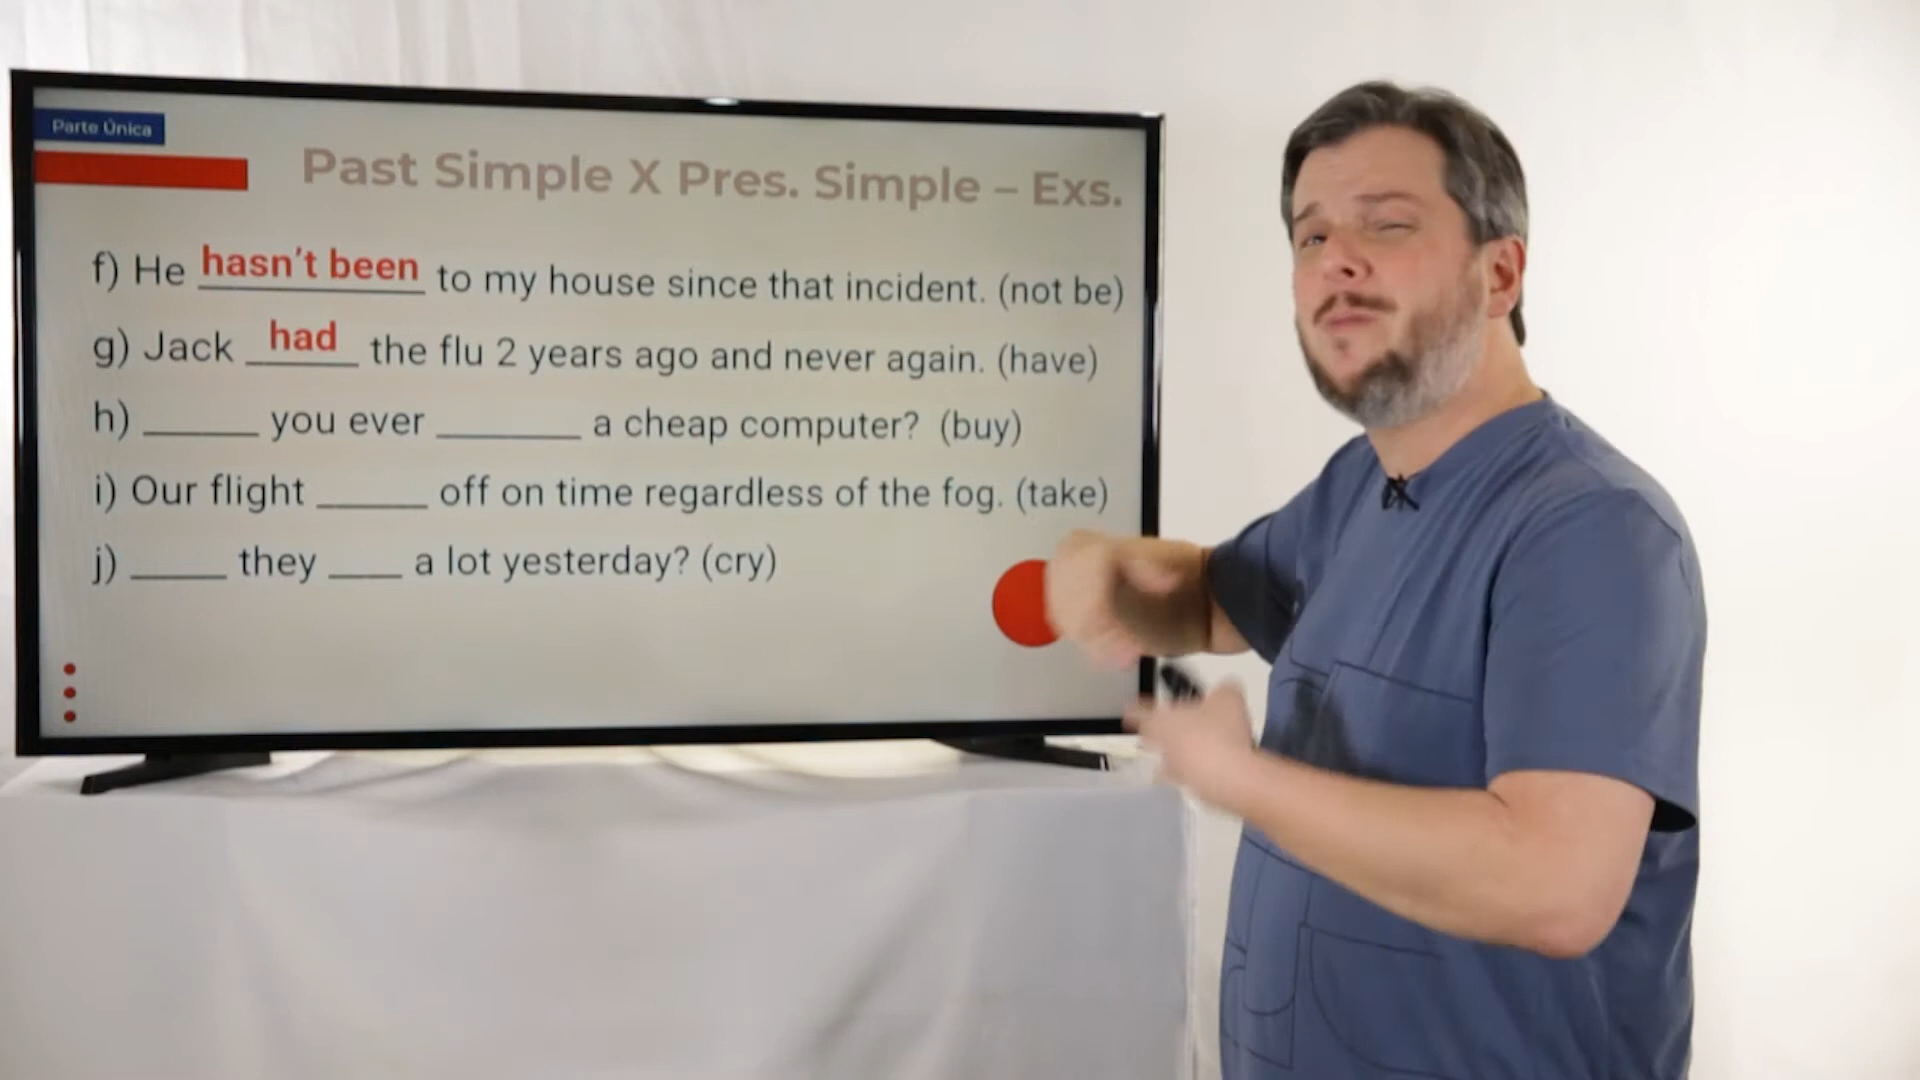 Parte Única
Past Simple X Pres. Simple – Exs.
f) He hasn't been to my house since that incident. (not be)
g) Jack had the flu 2 years ago and never again. (have)
h) _____ you ever ______ a cheap computer? (buy)
i) Our flight _____ off on time regardless of the fog. (take)
j) ____ they ___ a lot yesterday? (cry)